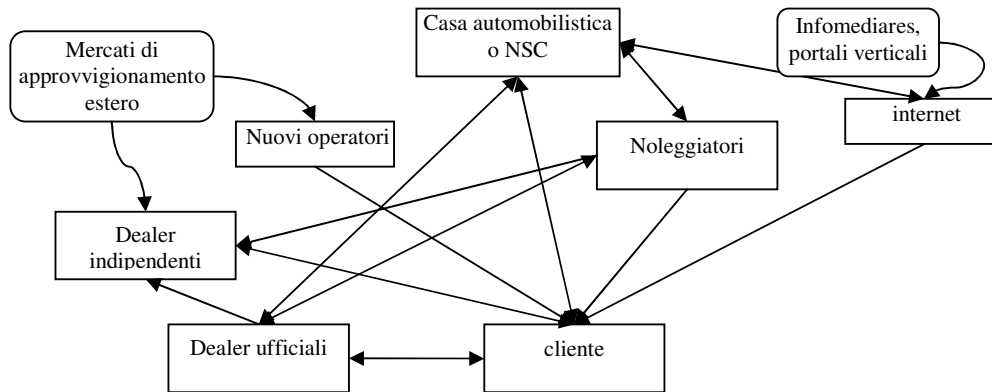 Casa automobilistica
o NSC
Infomediares,
portali verticali
Mercati di
approvvigionamento
estero
internet
Nuovi operatori
Noleggiatori
Dealer
indipendenti
Dealer ufficiali
cliente